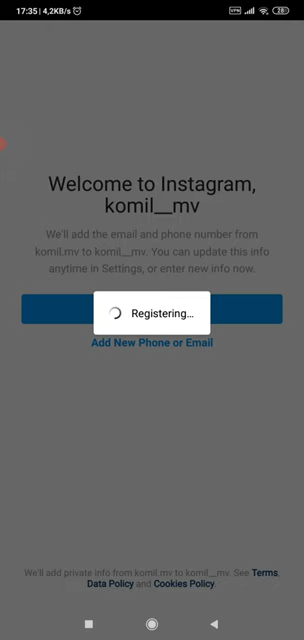 17:35 | 4,2KB/s
VPN
28
Welcome to Instagram,
komil__mv
We'll add the email and phone number from
komil.mv to komil__mv. You can update this info
anytime in Settings, or enter new info now.
Registering...
Add New Phone or Email
We'll add private info from komil.mv to komil__mv. See Terms,
Data Policy and Cookies Policy.